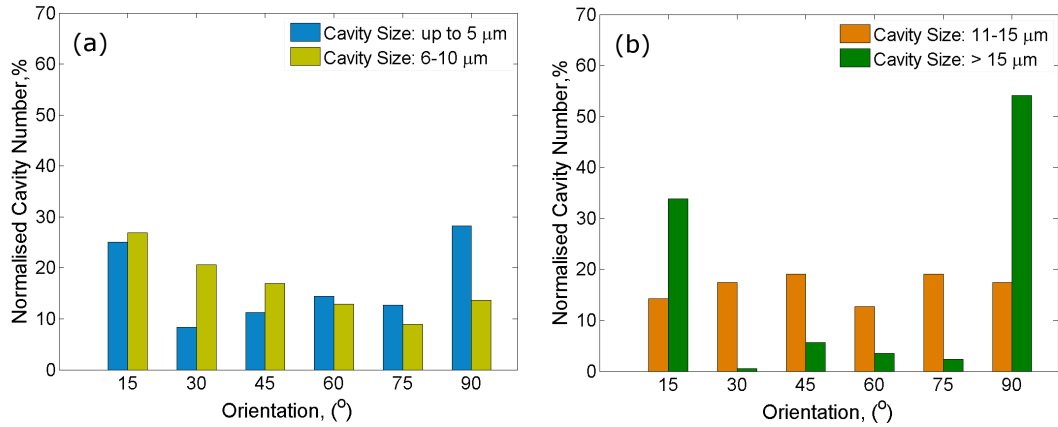 (a)
Cavity Size: up to 5 μm
Cavity Size: 6-10 μm
Normalised Cavity Number,%
70
60
50
40
30
20
10
0
15 30 45 60 75 90
Orientation, (o)
(b)
Cavity Size: 11-15 μm
Cavity Size: > 15 μm
Normalised Cavity Number,%
70
60
50
40
30
20
10
0
15 30 45 60 75 90
Orientation, (o)